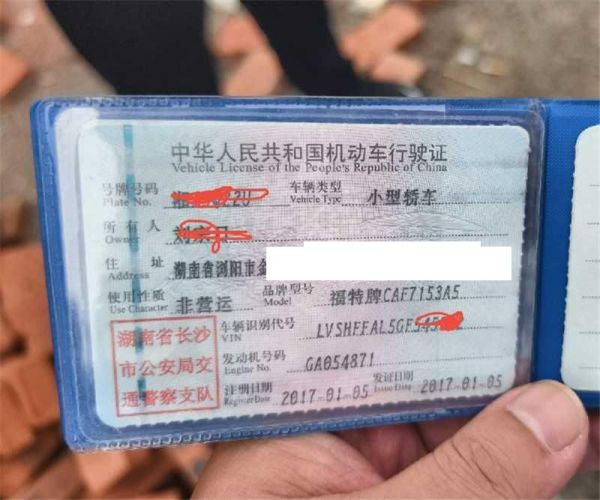 中华人民共和国机动车行驶证
Vehicle License of the People's Republic of China
号牌号码 Plate No. 车辆类型 Vehicle Type 小型轿车
所有人 Owner
住址 Address 湖南省浏阳市
使用性质 Use Character 非营运 品牌型号 Model 福特牌CAF7153A5
车辆识别代号 VIN LVSHFFAL5GF
发动机号码 Engine No. GA054871
注册日期 Register Date 2017-01-05 发证日期 Issue Date 2017-01-05
湖南省长沙
市公安局交
通警察支队